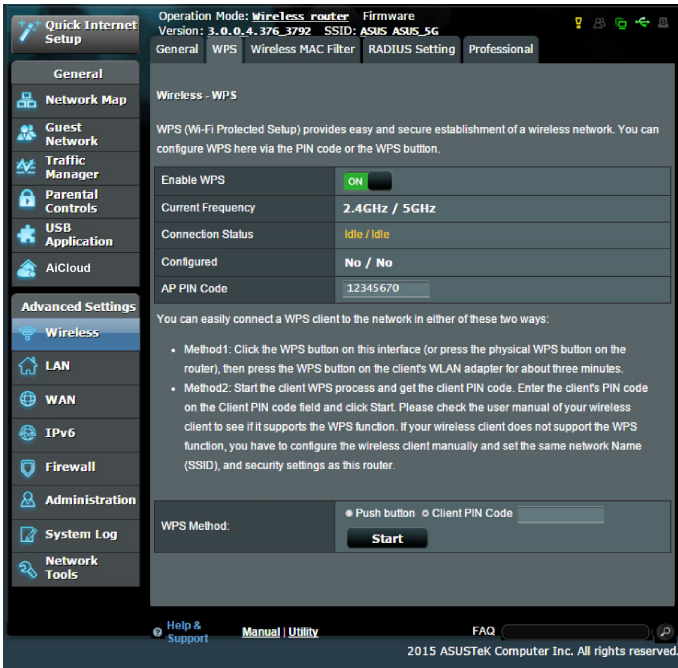 Quick Internet
Setup
Operation Mode: Wireless router Firmware
Version: 3.0.0.4.376_3792 SSID: ASUS ASUS_5G
General WPS Wireless MAC Filter RADIUS Setting Professional
General
Network Map
Guest
Network
Traffic
Manager
Parental
Controls
USB
Application
AiCloud
Advanced Settings
Wireless
LAN
WAN
IPv6
Firewall
Administration
System Log
Network
Tools
Wireless - WPS
WPS (Wi-Fi Protected Setup) provides easy and secure establishment of a wireless network. You can
configure WPS here via the PIN code or the WPS buttton.
Enable WPS ON
Current Frequency 2.4GHz / 5GHz
Connection Status Idle / Idle
Configured No / No
AP PIN Code 12345670
You can easily connect a WPS client to the network in either of these two ways:
• Method1: Click the WPS button on this interface (or press the physical WPS button on the
router), then press the WPS button on the client's WLAN adapter for about three minutes.
• Method2: Start the client WPS process and get the client PIN code. Enter the client's PIN code
on the Client PIN code field and click Start. Please check the user manual of your wireless
client to see if it supports the WPS function. If your wireless client does not support the WPS
function, you have to configure the wireless client manually and set the same network Name
(SSID), and security settings as this router.
WPS Method: Push button Client PIN Code
Start
Help &
Support
Manual | Utility
FAQ
2015 ASUSTeK Computer Inc. All rights reserved.